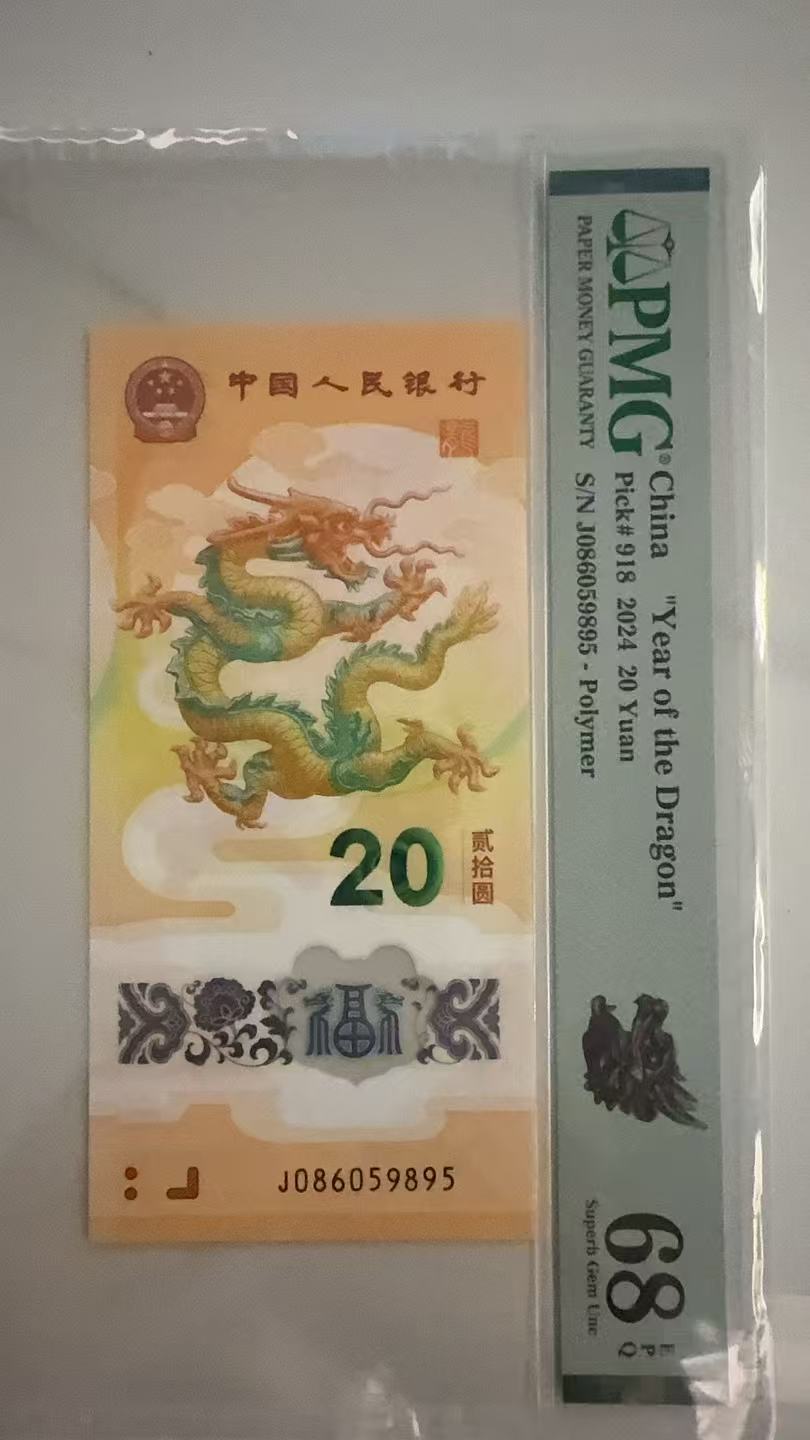 中国人民银行
20
贰拾圆
福
J086059895
PMG®
PAPER MONEY GUARANTY
China "Year of the Dragon"
Pick# 918 2024 20 Yuan
S/N J086059895 - Polymer
68
EPQ
Superb Gem Unc